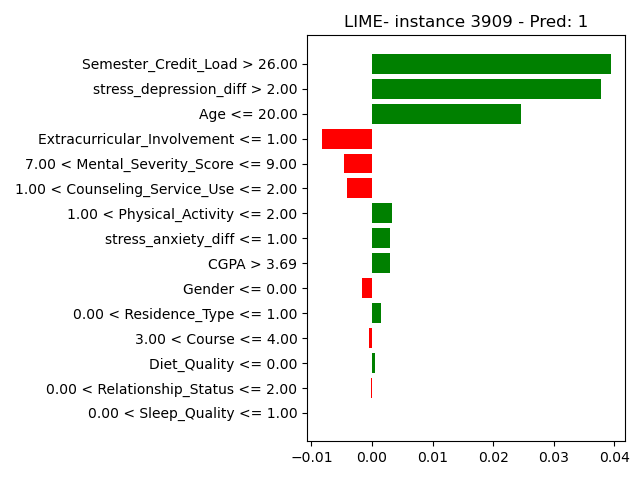 LIME- instance 3909 - Pred: 1
Semester_Credit_Load > 26.00
stress_depression_diff > 2.00
Age <= 20.00
Extracurricular_Involvement <= 1.00
7.00 < Mental_Severity_Score <= 9.00
1.00 < Counseling_Service_Use <= 2.00
1.00 < Physical_Activity <= 2.00
stress_anxiety_diff <= 1.00
CGPA > 3.69
Gender <= 0.00
0.00 < Residence_Type <= 1.00
3.00 < Course <= 4.00
Diet_Quality <= 0.00
0.00 < Relationship_Status <= 2.00
0.00 < Sleep_Quality <= 1.00
−0.01 0.00 0.01 0.02 0.03 0.04